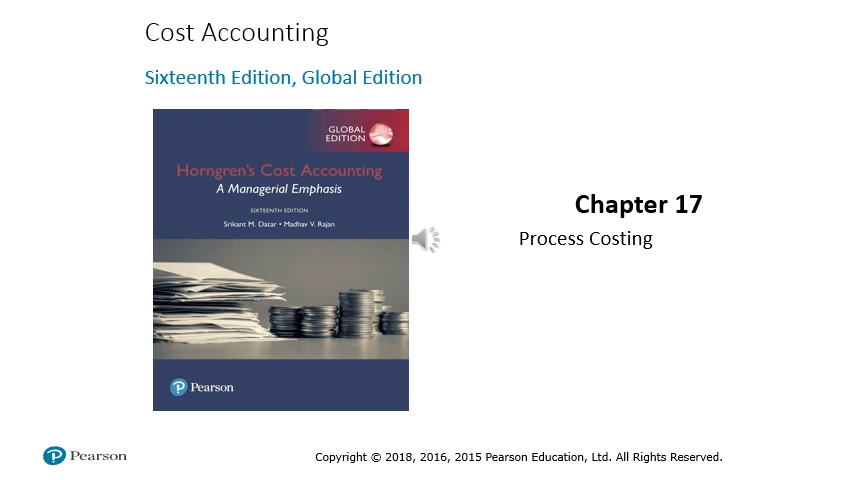 Cost Accounting
Sixteenth Edition, Global Edition
GLOBAL
EDITION
Horngren's Cost Accounting
A Managerial Emphasis
SIXTEENTH EDITION
Srikant M. Datar • Madhav V. Rajan
Pearson
Chapter 17
Process Costing
Pearson
Copyright © 2018, 2016, 2015 Pearson Education, Ltd. All Rights Reserved.